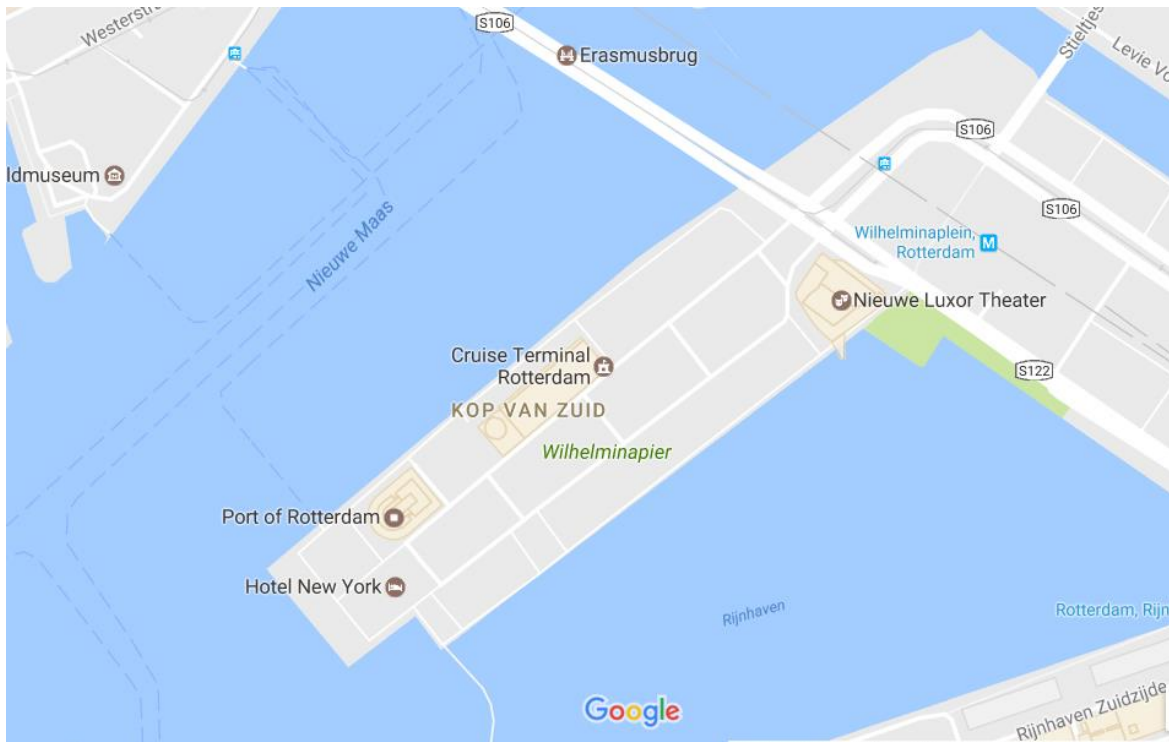 Westerstr
S106
Erasmusbrug
Stieltjes
Levie Vo
S106
ldmuseum
S106
Nieuwe Maas
Wilhelminaplein,
Rotterdam
M
Nieuwe Luxor Theater
Cruise Terminal
Rotterdam
S122
KOP VAN ZUID
Wilhelminapier
Port of Rotterdam
Hotel New York
Rijnhaven
Rotterdam, Rijn
Google
Rijnhaven Zuidzijde